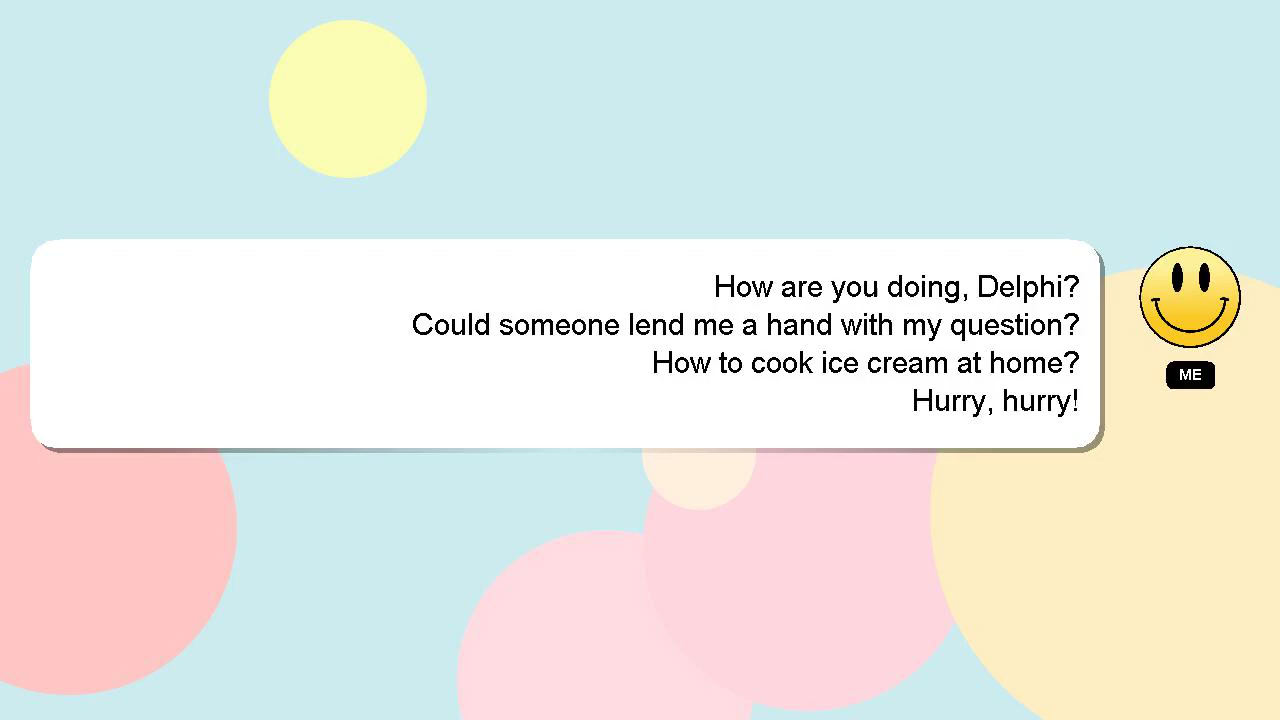 How are you doing, Delphi?
Could someone lend me a hand with my question?
How to cook ice cream at home?
Hurry, hurry!
ME